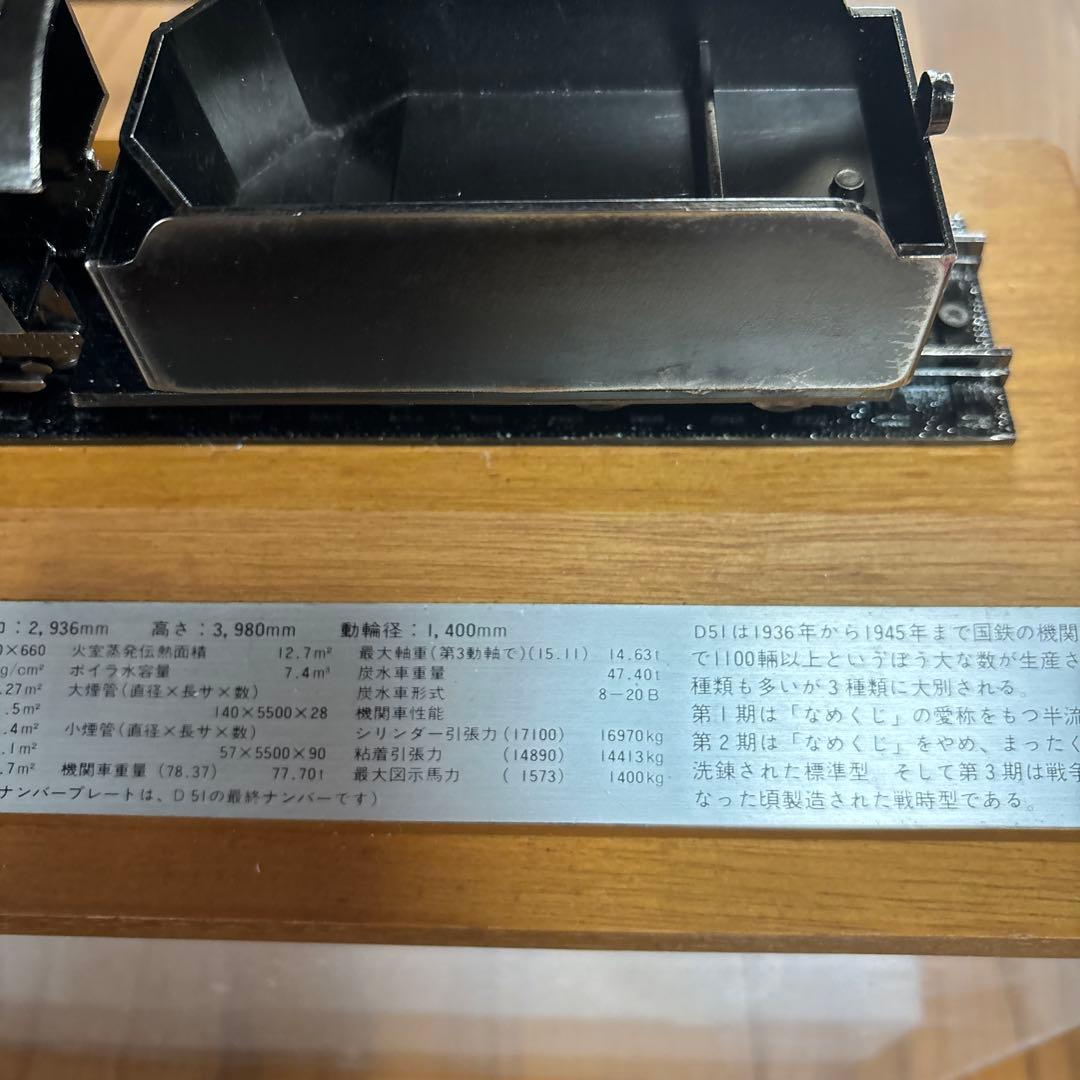 : 2,936mm 高さ: 3,980mm 動輪径: 1,400mm
×660 火室蒸発伝熱面積 12.7m² 最大軸重(第3動軸で)(15.11) 14.63t
g/cm² ボイラ水容量 7.4m³ 炭水車重量 47.40t
.27m² 大煙管(直径×長サ×数) 炭水車形式 8-20B
.5m² 140×5500×28 機関車性能
.4m² 小煙管(直径×長サ×数) シリンダー引張力(17100) 16970kg
.1m² 57×5500×90 粘着引張力 (14890) 14413kg
.7m² 機関車重量(78.37) 77.70t 最大図示馬力 (1573) 1400kg
ナンバープレートは、D51の最終ナンバーです)
D51は1936年から1945年まで国鉄の機関
で1100輌以上というぼう大な数が生産さ
種類も多いが3種類に大別される。
第1期は「なめくじ」の愛称をもつ半流
第2期は「なめくじ」をやめ、まったく
洗錬された標準型 そして第3期は戦争
なった頃製造された戦時型である。